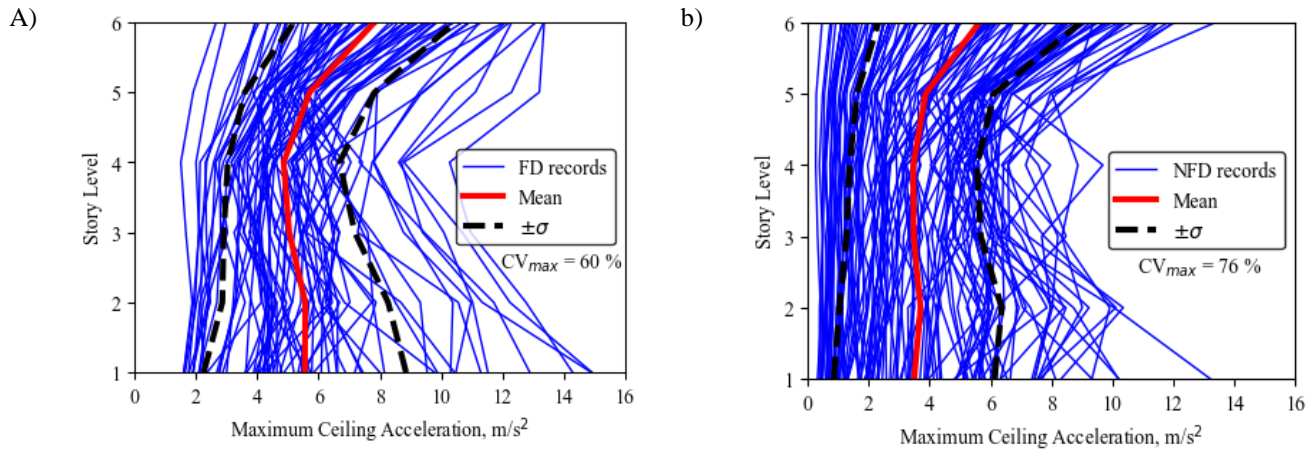 A)
6
5
4
3
2
1
Story Level
FD records
Mean
±σ
CVmax = 60 %
0 2 4 6 8 10 12 14 16
Maximum Ceiling Acceleration, m/s²
b)
6
5
4
3
2
1
Story Level
NFD records
Mean
±σ
CVmax = 76 %
0 2 4 6 8 10 12 14 16
Maximum Ceiling Acceleration, m/s²